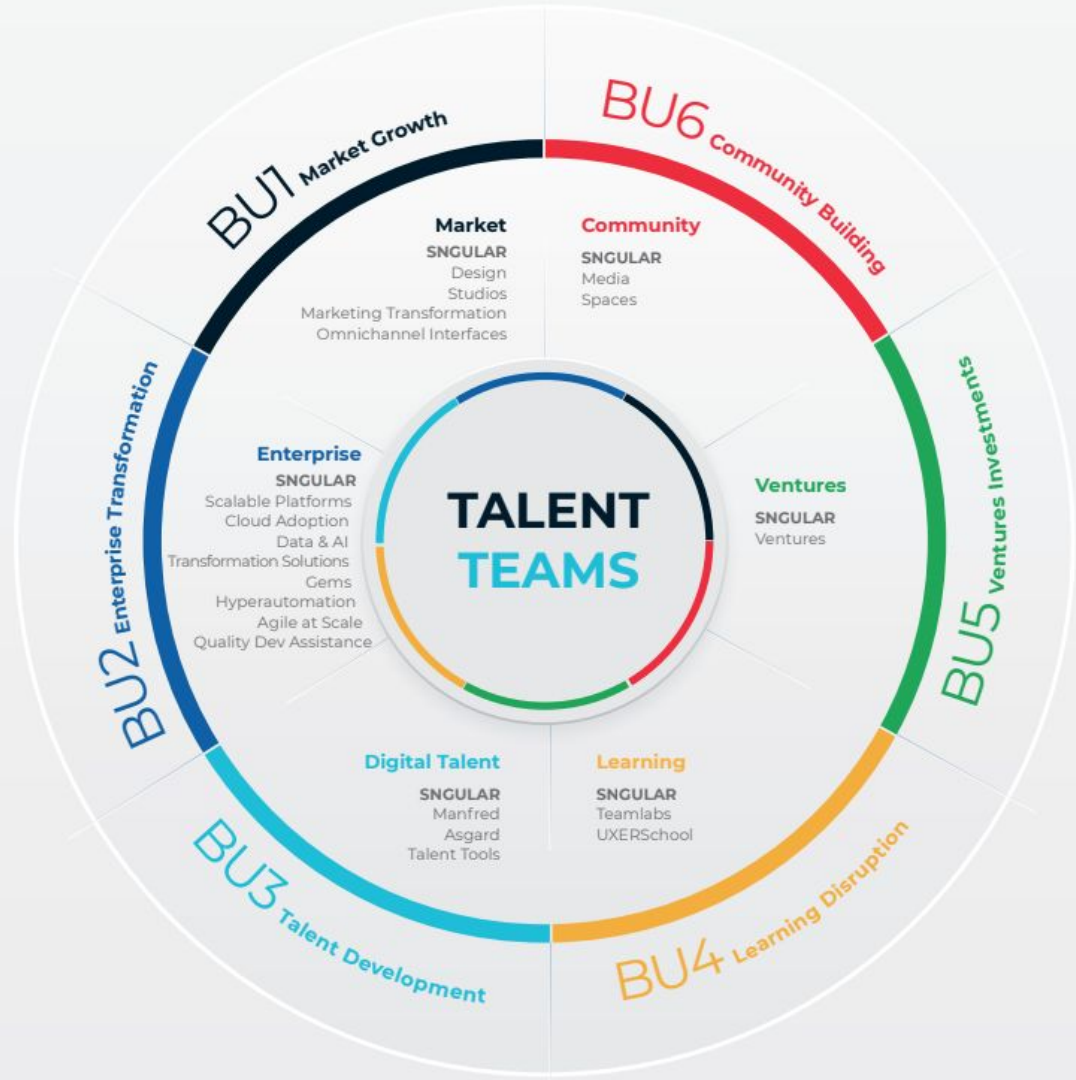 BU1 Market Growth
Market
SNGULAR
Design
Studios
Marketing Transformation
Omnichannel Interfaces
BU6 Community Building
Community
SNGULAR
Media
Spaces
BU2 Enterprise Transformation
Enterprise
SNGULAR
Scalable Platforms
Cloud Adoption
Data & AI
Transformation Solutions
Gems
Hyperautomation
Agile at Scale
Quality Dev Assistance
TALENT
TEAMS
Ventures
SNGULAR
Ventures
BU5 Ventures Investments
Digital Talent
SNGULAR
Manfred
Asgard
Talent Tools
BU3 Talent Development
Learning
SNGULAR
Teamlabs
UXERSchool
BU4 Learning Disruption